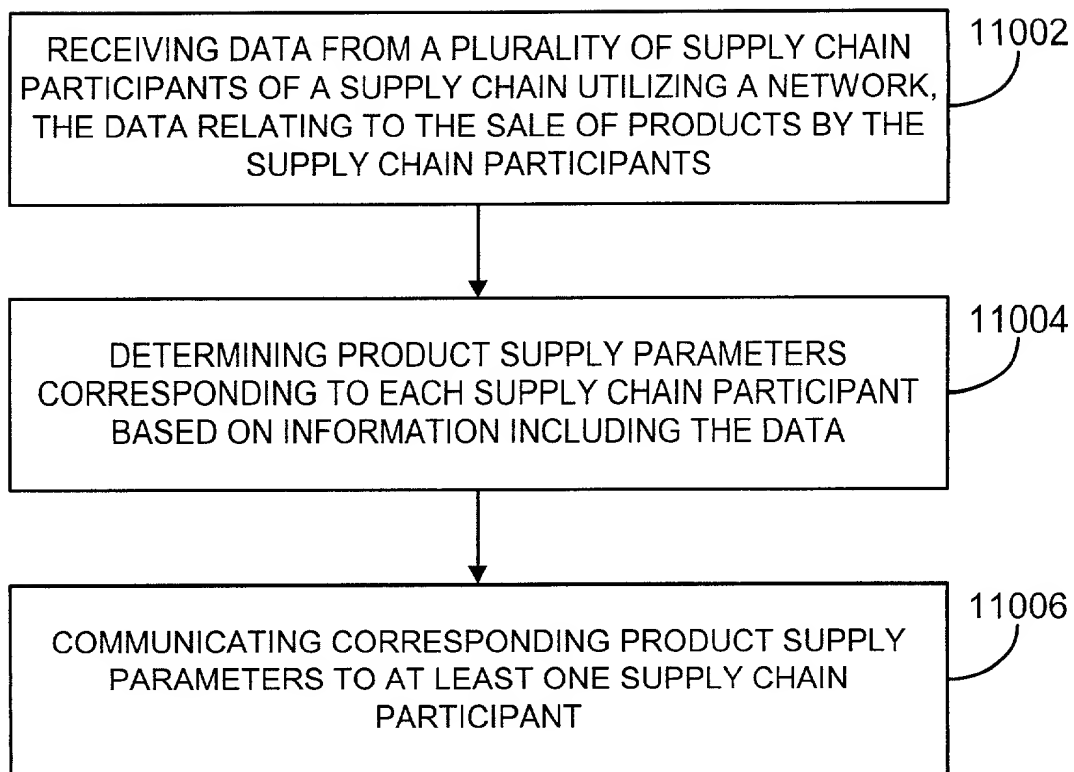 RECEIVING DATA FROM A PLURALITY OF SUPPLY CHAIN
PARTICIPANTS OF A SUPPLY CHAIN UTILIZING A NETWORK,
THE DATA RELATING TO THE SALE OF PRODUCTS BY THE
SUPPLY CHAIN PARTICIPANTS
11002
DETERMINING PRODUCT SUPPLY PARAMETERS
CORRESPONDING TO EACH SUPPLY CHAIN PARTICIPANT
BASED ON INFORMATION INCLUDING THE DATA
11004
COMMUNICATING CORRESPONDING PRODUCT SUPPLY
PARAMETERS TO AT LEAST ONE SUPPLY CHAIN
PARTICIPANT
11006